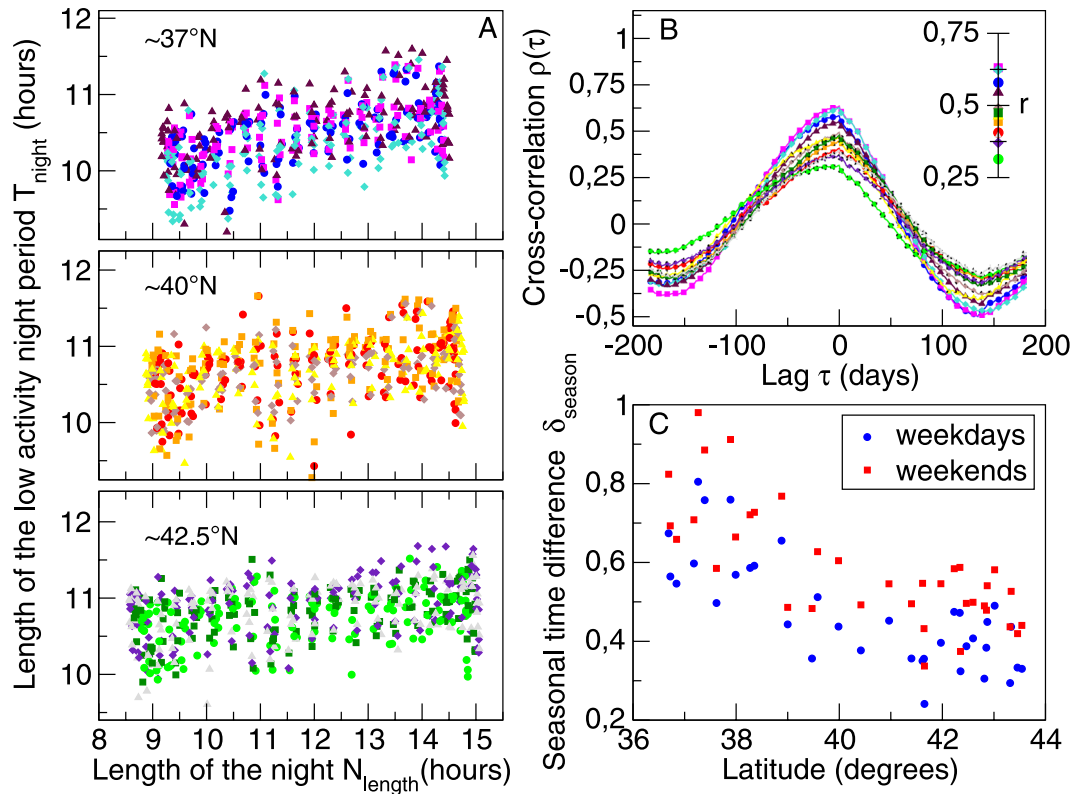 A
~37°N
12
11
10
~40°N
12
11
10
~42.5°N
12
11
10
8 9 10 11 12 13 14 15
Length of the night N_length(hours)
Length of the low activity night period T_night (hours)
B
1
0,75
0,5
0,25
0
-0,25
-0,5
-200 -100 0 100 200
Lag τ (days)
Cross-correlation ρ(τ)
0,75
0,5
0,25
r
C
weekdays
weekends
1
0,8
0,6
0,4
0,2
36 38 40 42 44
Latitude (degrees)
Seasonal time difference δ_season